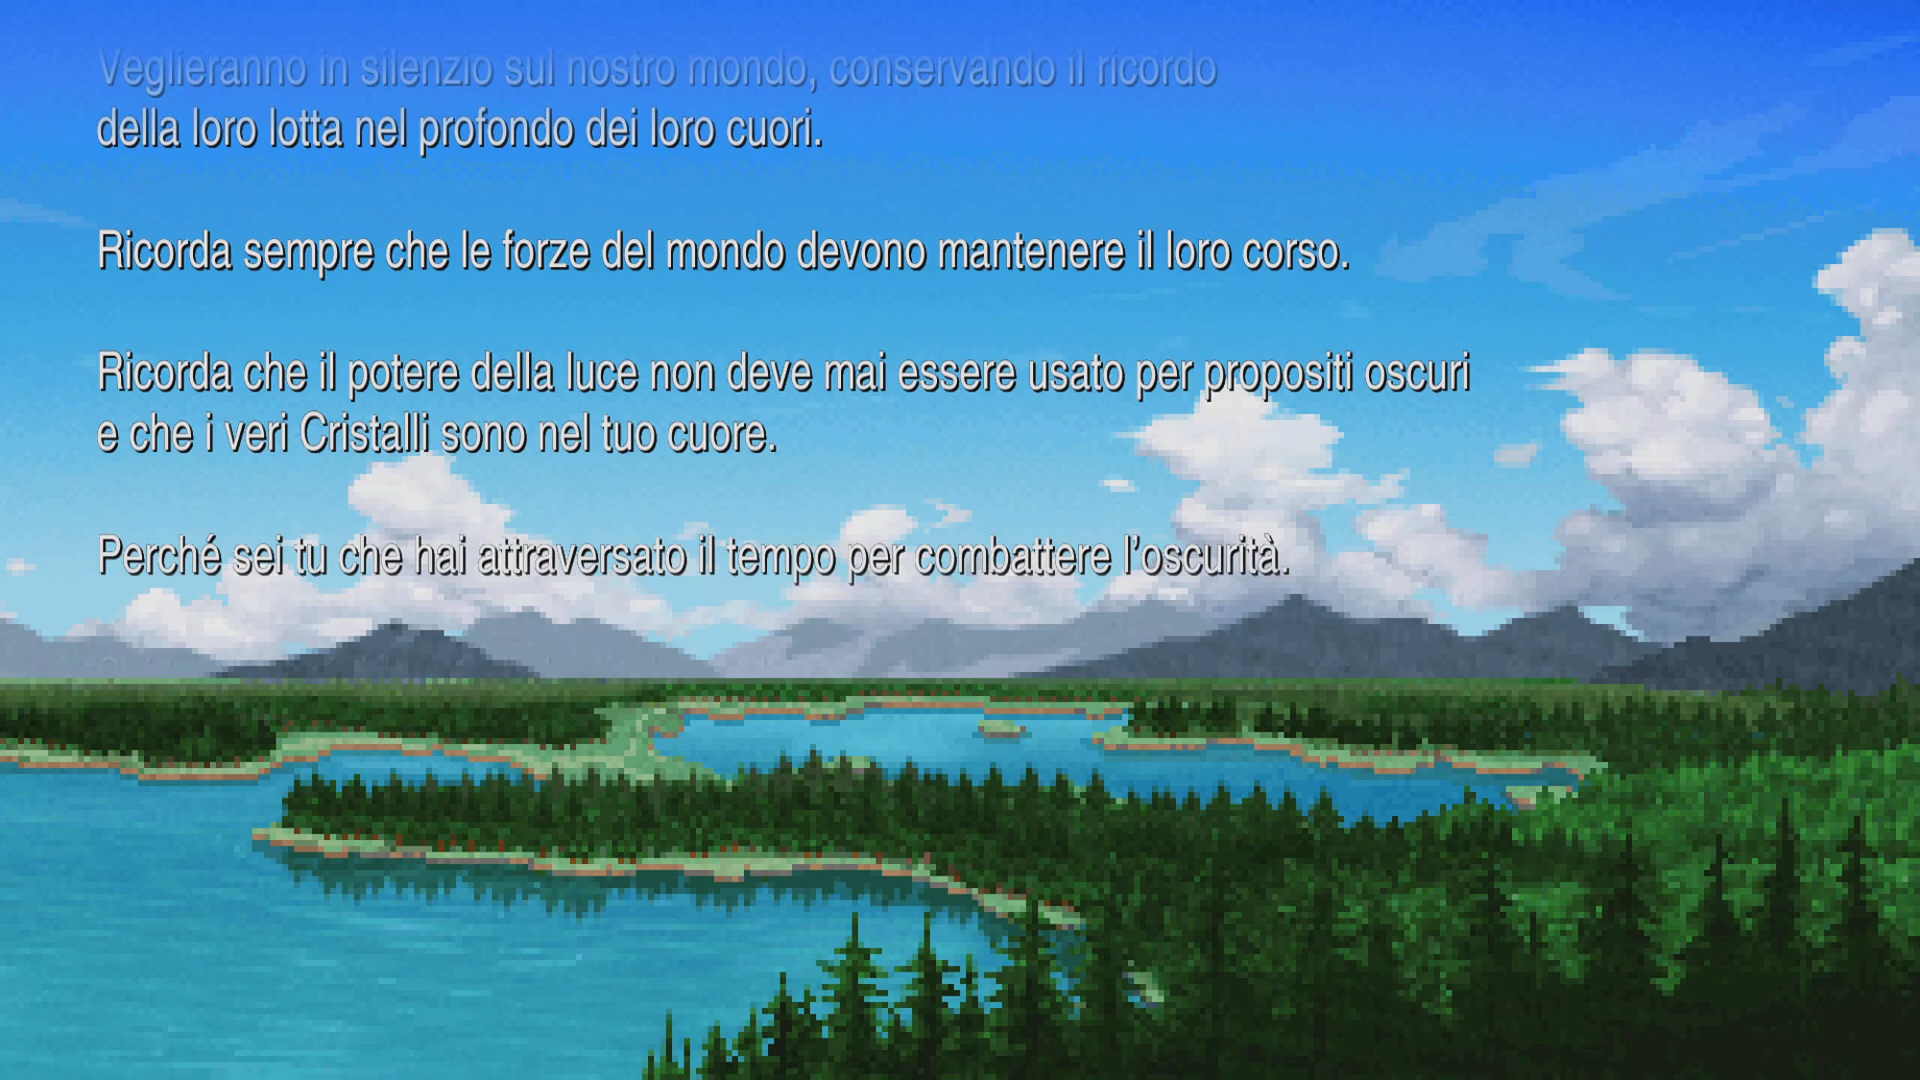 Veglieranno in silenzio sul nostro mondo, conservando il ricordo
della loro lotta nel profondo dei loro cuori.
Ricorda sempre che le forze del mondo devono mantenere il loro corso.
Ricorda che il potere della luce non deve mai essere usato per propositi oscuri
e che i veri Cristalli sono nel tuo cuore.
Perché sei tu che hai attraversato il tempo per combattere l'oscurità.